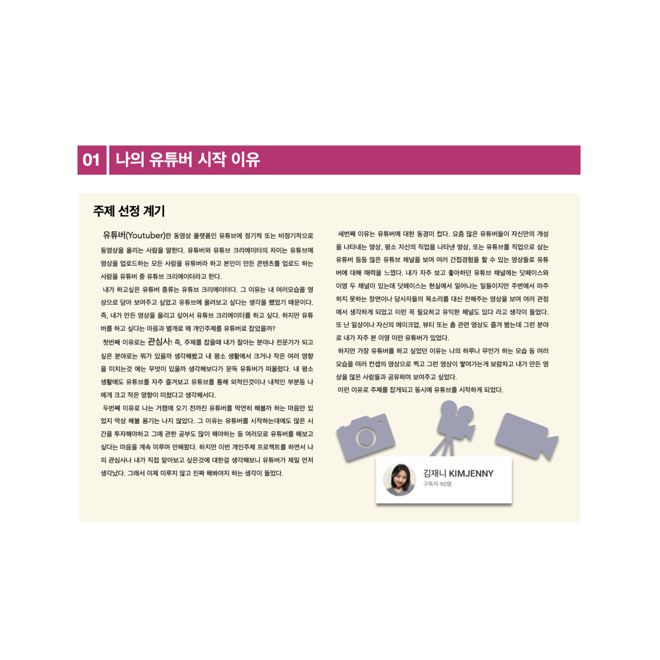 01 나의 유튜버 시작 이유
주제 선정 계기
유튜버(Youtuber)란 동영상 플랫폼인 유튜브에 정기적 또는 비정기적으로
동영상을 올리는 사람을 말한다. 유튜버와 유튜브 크리에이터의 차이는 유튜브에
영상을 업로드하는 모든 사람을 유튜버라 하고 본인이 만든 콘텐츠를 업로드 하는
사람을 유튜버 중 유튜브 크리에이터라고 한다.
내가 하고싶은 유튜버 종류는 유튜브 크리에이터다. 그 이유는 내 여러모습을 영
상으로 담아 보여주고 싶었고 유튜브에 올려보고 싶다는 생각을 했었기 때문이다.
즉, 내가 만든 영상을 올리고 싶어서 유튜브 크리에이터를 하고 싶다. 하지만 유튜
버를 하고 싶다는 마음과 별개로 왜 개인주제를 유튜버로 잡았을까?
첫번째 이유로는 관심사! 즉, 주제를 잡을때 내가 잘아는 분야나 전문가가 되고
싶은 분야로는 뭐가 있을까 생각해봤고 내 평소 생활에서 크거나 작은 여러 영향
을 미치는것 에는 무엇이 있을까 생각해보다가 문득 유튜버가 떠올랐다. 내 평소
생활에도 유튜브를 자주 즐겨보고 유튜브를 통해 외적인것이나 내적인 부분등 나
에게 크고 작은 영향이 미쳤다고 생각해서다.
두번째 이유로 나는 거캠에 오기 전까진 유튜버를 막연히 해볼까 하는 마음만 있
었지 막상 해볼 용기는 나지 않았다. 그 이유는 유튜버를 시작하는데에도 많은 시
간을 투자해야하고 그에 관한 공부도 많이 해야하는 등 여러모로 유튜버를 해보고
싶다는 마음을 계속 미루며 안해왔다. 하지만 이번 개인주제 프로젝트를 하면서 나
의 관심사나 내가 직접 알아보고 싶은것에 대한걸 생각해보니 유튜버가 제일 먼저
생각났다. 그래서 이제 미루지 않고 진짜 해봐야지 하는 생각이 들었다.
세번째 이유는 유튜버에 대한 동경이 컸다. 요즘 많은 유튜버들이 자신만의 개성
을 나타내는 영상, 평소 자신의 직업을 나타낸 영상, 또는 유튜브를 직업으로 삼는
유튜버 등등 많은 유튜브 채널을 보며 여러 간접경험을 할 수 있는 영상들로 유튜
버에 대해 매력을 느꼈다. 내가 자주 보고 좋아하던 유튜브 채널에는 닷페이스와
이영 두 채널이 있는데 닷페이스는 현실에서 일어나는 일들이지만 주변에서 마주
하지 못하는 장면이나 당사자들의 목소리를 대신 전해주는 영상을 보며 여러 관점
에서 생각하게 되었고 이런 꼭 필요하고 유익한 채널도 있다 라고 생각이 들었다.
또 난 일상이나 자신의 메이크업, 뷰티 또는 춤 관련 영상도 즐겨 봤는데 그런 분야
로 내가 자주 본 이영 이란 유튜버가 있었다.
하지만 가장 유튜버를 하고 싶었던 이유는 나의 하루나 무언가 하는 모습 등 여러
모습을 여러 컨셉의 영상으로 찍고 그런 영상이 쌓여가는게 보람차고 내가 만든 영
상을 많은 사람들과 공유하며 보여주고 싶었다.
이런 이유로 주제를 잡게되고 동시에 유튜브를 시작하게 되었다.
김재니 KIMJENNY
구독자 90명